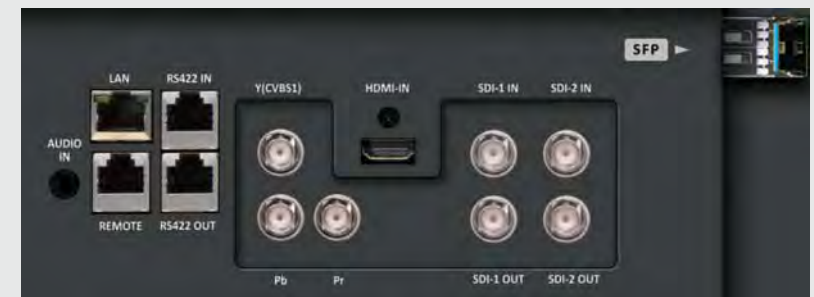 SFP
LAN
RS422 IN
Y(CVBS1)
HDMI-IN
SDI-1 IN
SDI-2 IN
AUDIO
IN
REMOTE
RS422 OUT
Pb
Pr
SDI-1 OUT
SDI-2 OUT